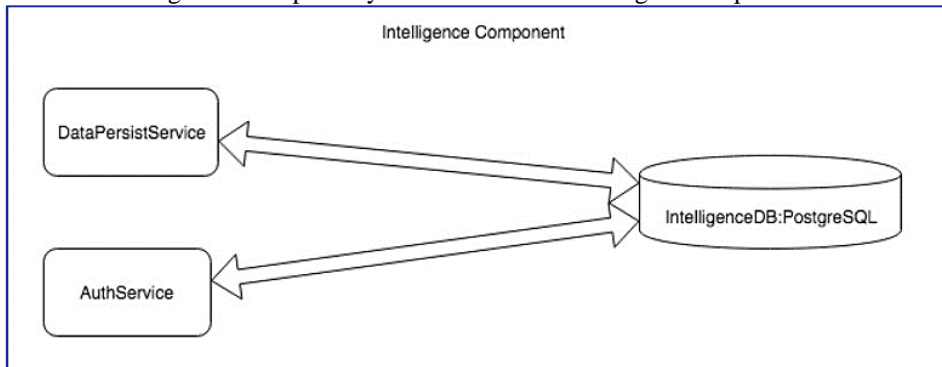 Intelligence Component
DataPersistService
IntelligenceDB:PostgreSQL
AuthService